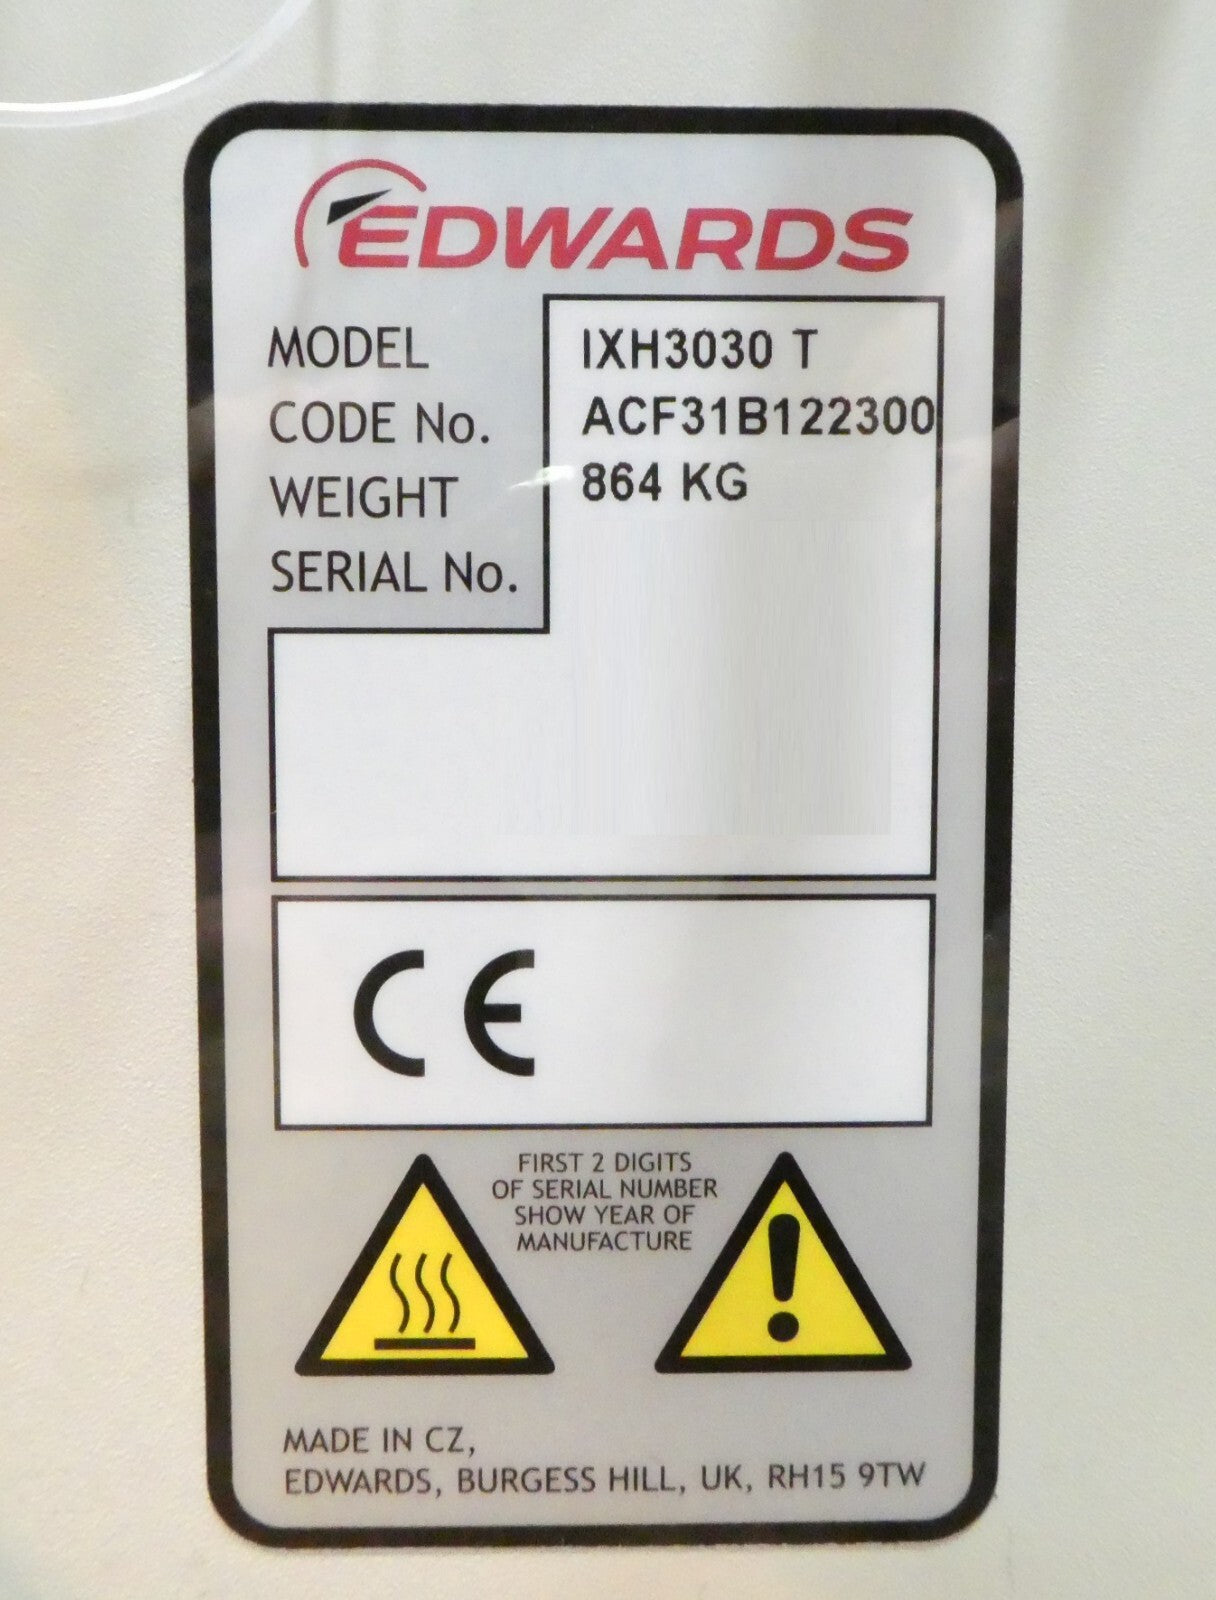 EDWARDS
MODEL IXH3030 T
CODE No. ACF31B122300
WEIGHT 864 KG
SERIAL No.
CE
FIRST 2 DIGITS
OF SERIAL NUMBER
SHOW YEAR OF
MANUFACTURE
MADE IN CZ,
EDWARDS, BURGESS HILL, UK, RH15 9TW